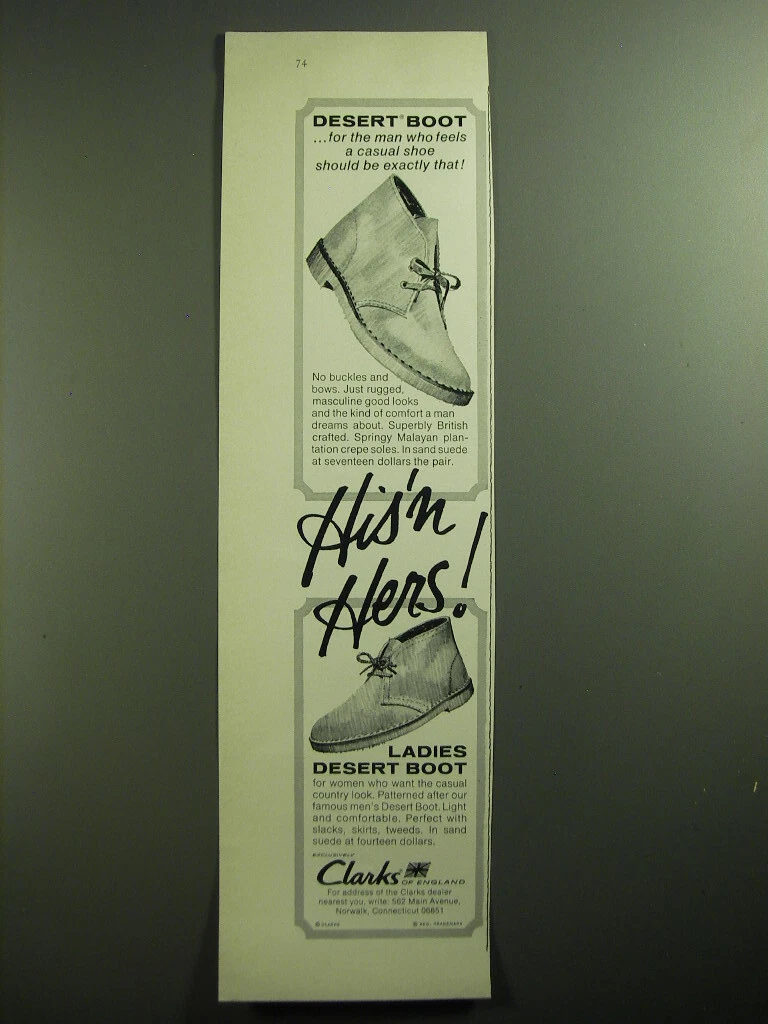 74
DESERT® BOOT
...for the man who feels
a casual shoe
should be exactly that!
No buckles and
bows. Just rugged,
masculine good looks
and the kind of comfort a man
dreams about. Superbly British
crafted. Springy Malayan plan-
tation crepe soles. In sand suede
at seventeen dollars the pair.
His'n
Hers!
LADIES
DESERT BOOT
for women who want the casual
country look. Patterned after our
famous men's Desert Boot. Light
and comfortable. Perfect with
slacks, skirts, tweeds. In sand
suede at fourteen dollars.
EXCLUSIVELY
Clarks®
OF ENGLAND
For address of the Clarks dealer
nearest you, write: 562 Main Avenue,
Norwalk, Connecticut 06851
© CLARKS ® REG. TRADEMARK